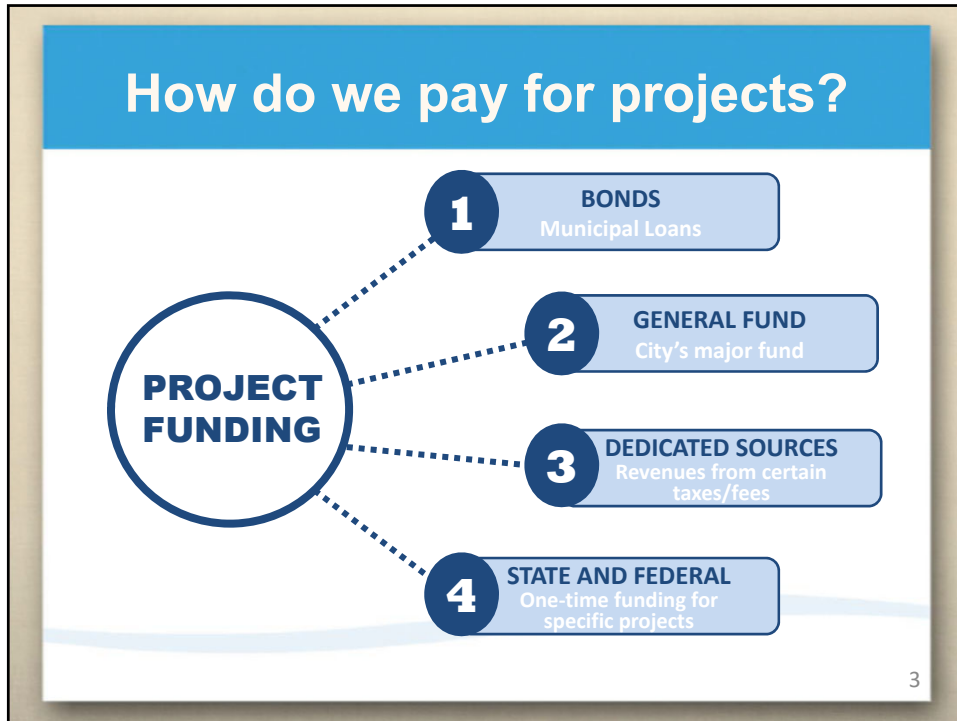 How do we pay for projects?
1
BONDS
Municipal Loans
2
GENERAL FUND
City's major fund
PROJECT
FUNDING
3
DEDICATED SOURCES
Revenues from certain
taxes/fees
4
STATE AND FEDERAL
One-time funding for
specific projects
3